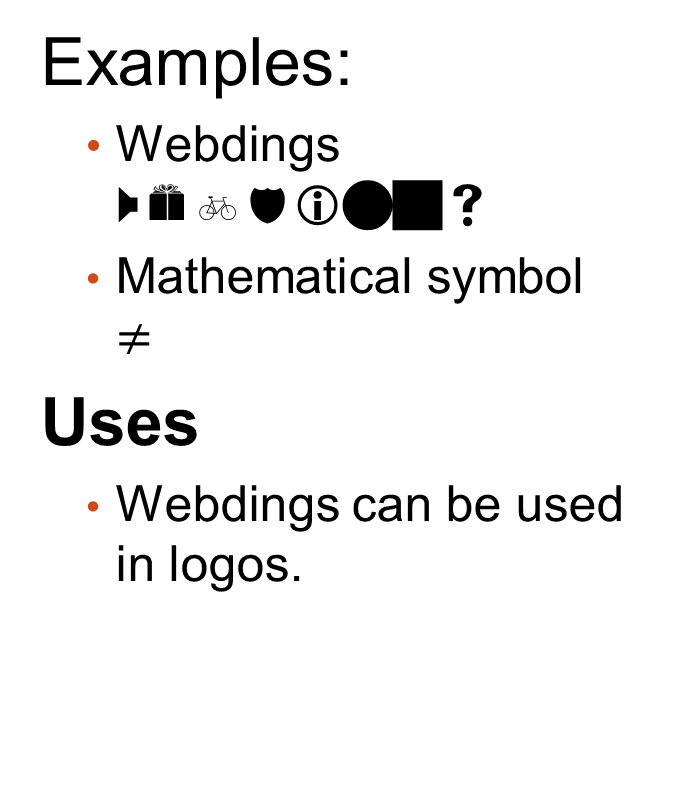 Examples:
• Webdings
🕨🎁🚲⛊🛈⚫⬛❓
• Mathematical symbol
≠
Uses
• Webdings can be used
in logos.